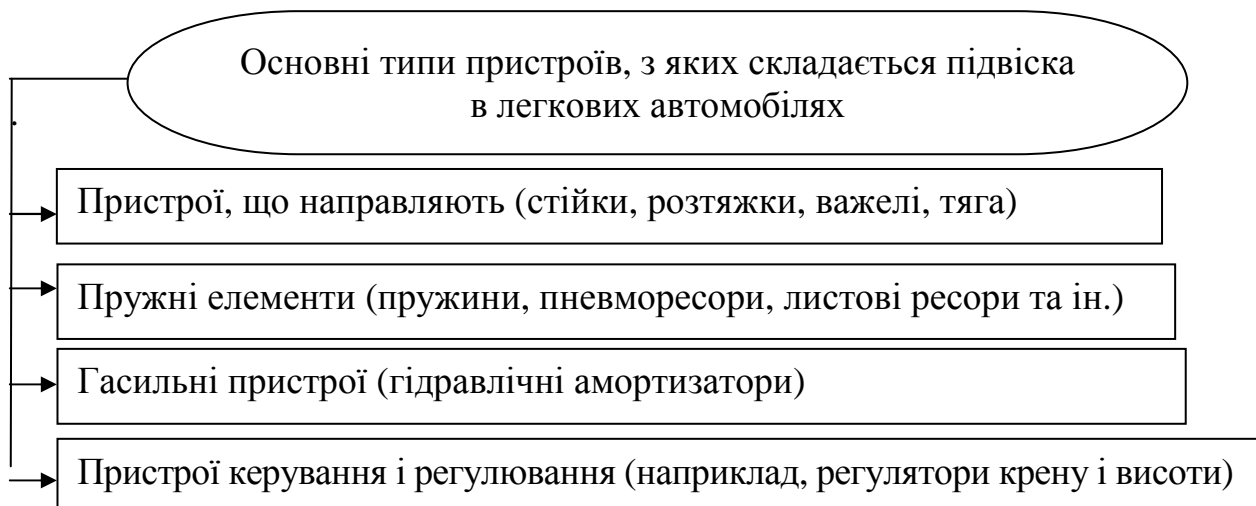 Основні типи пристроїв, з яких складається підвіска
в легкових автомобілях
Пристрої, що направляють (стійки, розтяжки, важелі, тяга)
Пружні елементи (пружини, пневморесори, листові ресори та ін.)
Гасильні пристрої (гідравлічні амортизатори)
Пристрої керування і регулювання (наприклад, регулятори крену і висоти)